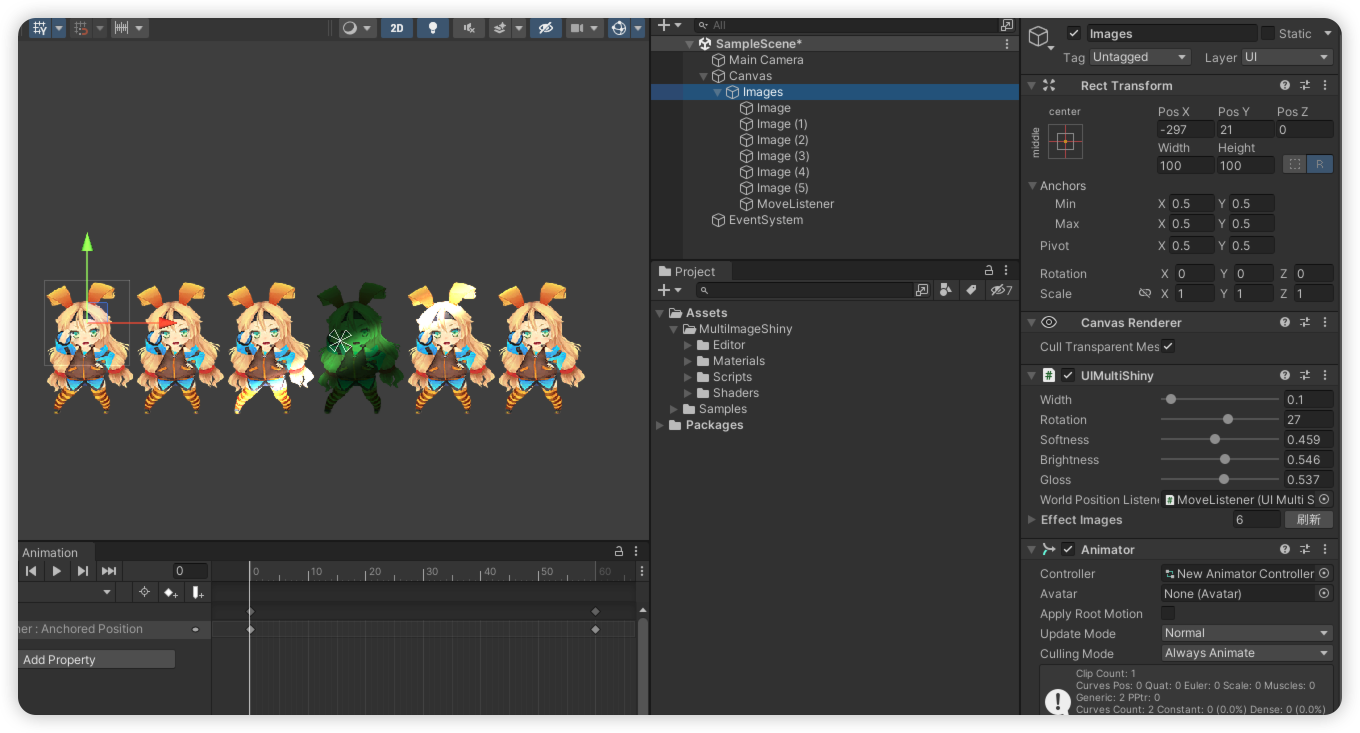 2D
All
SampleScene*
Main Camera
Canvas
Images
Image
Image (1)
Image (2)
Image (3)
Image (4)
Image (5)
MoveListener
EventSystem
Project
7
Assets
MultiImageShiny
Editor
Materials
Scripts
Shaders
Samples
Packages
Animation
0
0 10 20 30 40 50 60
ner : Anchored Position
Add Property
Images Static
Tag Untagged Layer UI
Rect Transform
center
middle
Pos X Pos Y Pos Z
-297 21 0
Width Height
100 100 R
Anchors
Min X 0.5 Y 0.5
Max X 0.5 Y 0.5
Pivot X 0.5 Y 0.5
Rotation X 0 Y 0 Z 0
Scale X 1 Y 1 Z 1
Canvas Renderer
Cull Transparent Mes
UIMultiShiny
Width 0.1
Rotation 27
Softness 0.459
Brightness 0.546
Gloss 0.537
World Position Listene MoveListener (UI Multi S
Effect Images 6 刷新
Animator
Controller New Animator Controller
Avatar None (Avatar)
Apply Root Motion
Update Mode Normal
Culling Mode Always Animate
Clip Count: 1
Curves Pos: 0 Quat: 0 Euler: 0 Scale: 0 Muscles: 0
Generic: 2 PPtr: 0
Curves Count: 2 Constant: 0 (0.0%) Dense: 0 (0.0%)